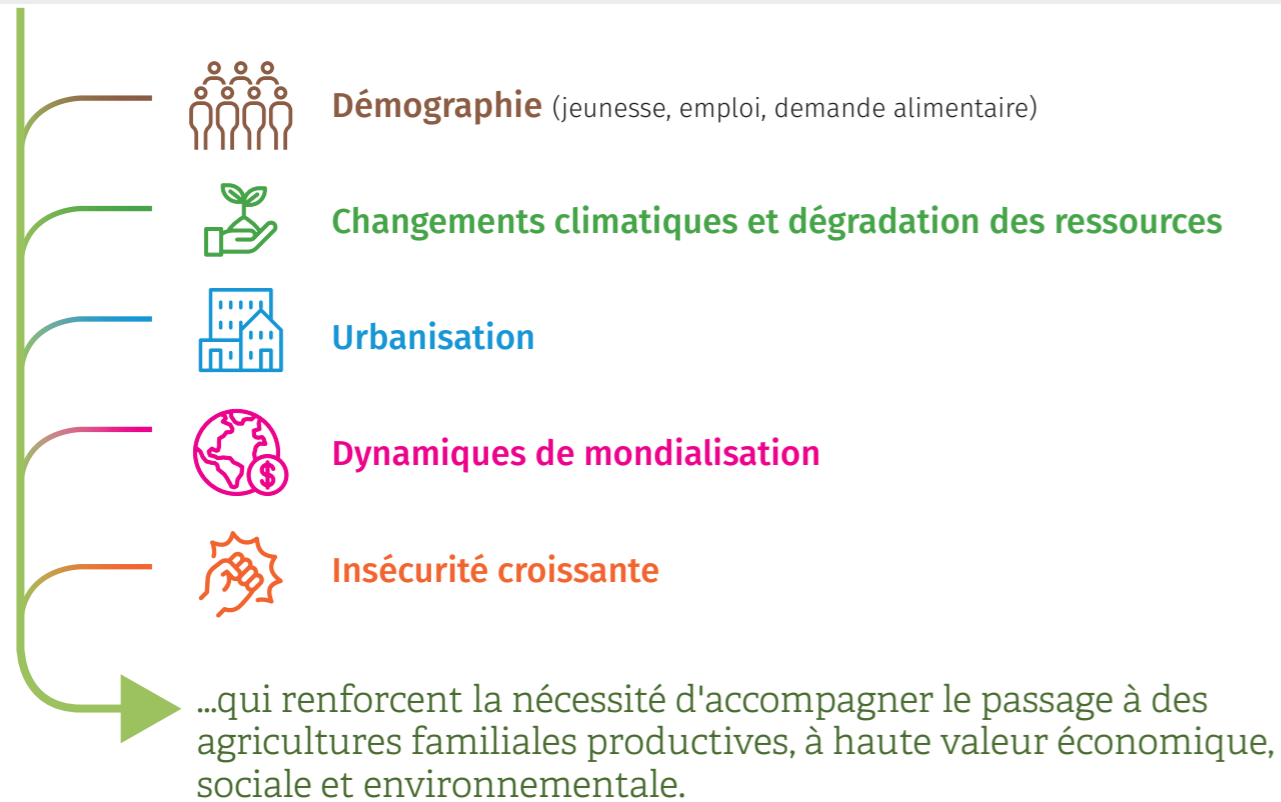 Démographie (jeunesse, emploi, demande alimentaire)
Changements climatiques et dégradation des ressources
Urbanisation
Dynamiques de mondialisation
$
Insécurité croissante
...qui renforcent la nécessité d'accompagner le passage à des
agricultures familiales productives, à haute valeur économique,
sociale et environnementale.